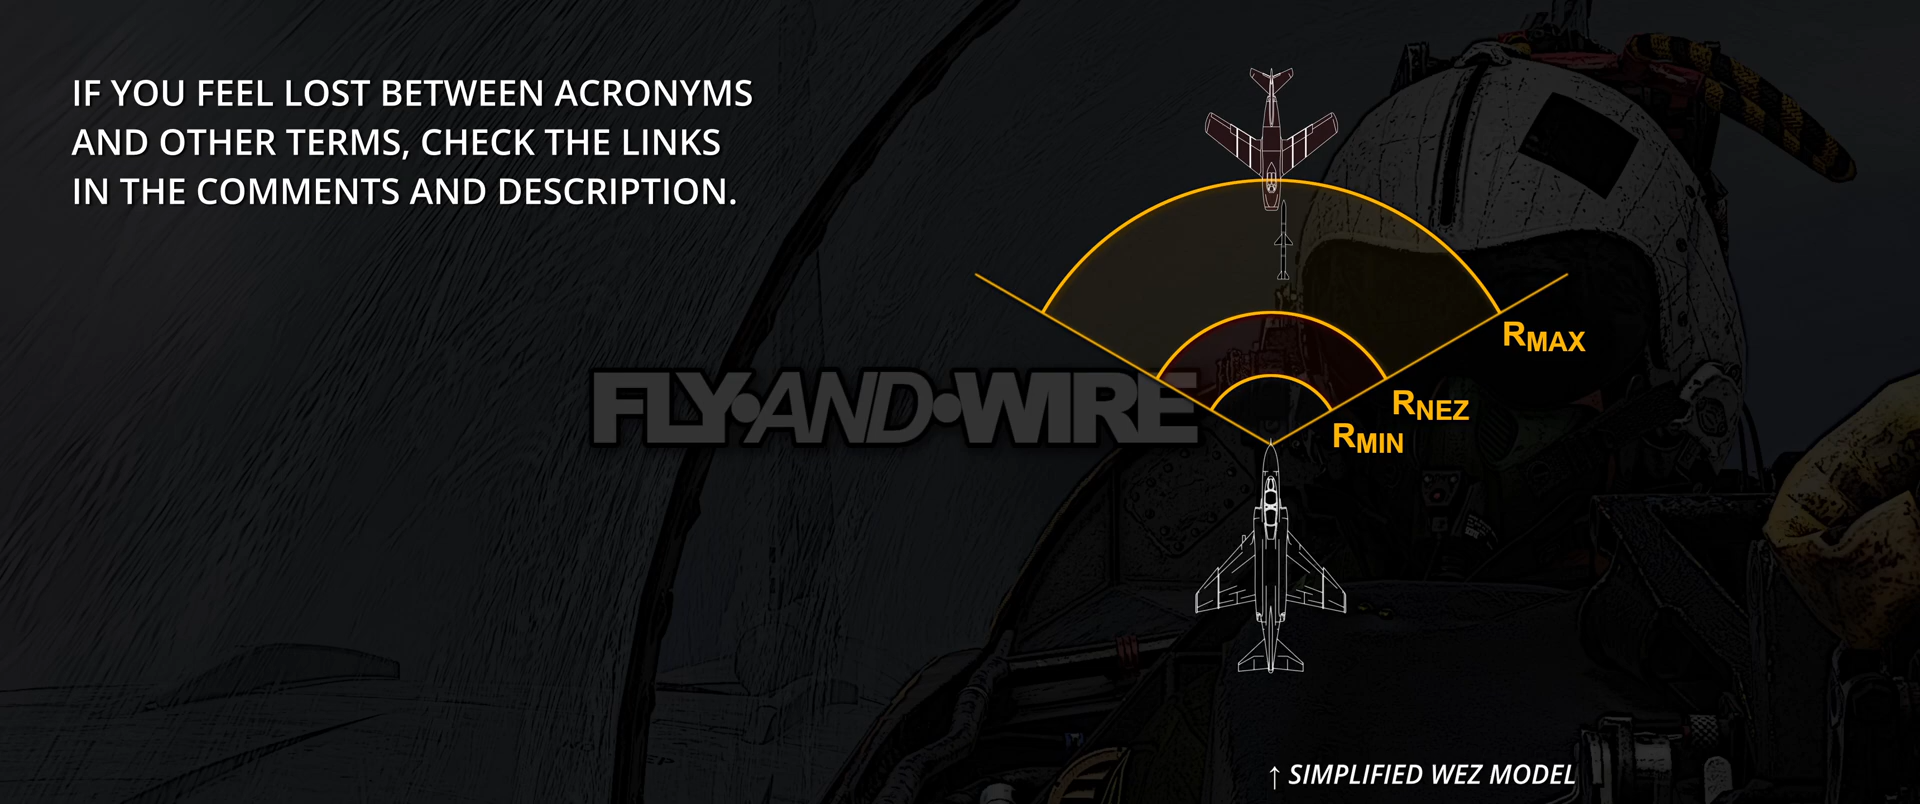 IF YOU FEEL LOST BETWEEN ACRONYMS
AND OTHER TERMS, CHECK THE LINKS
IN THE COMMENTS AND DESCRIPTION.
RMAX
RNEZ
RMIN
FLY•AND•WIRE
↑ SIMPLIFIED WEZ MODEL